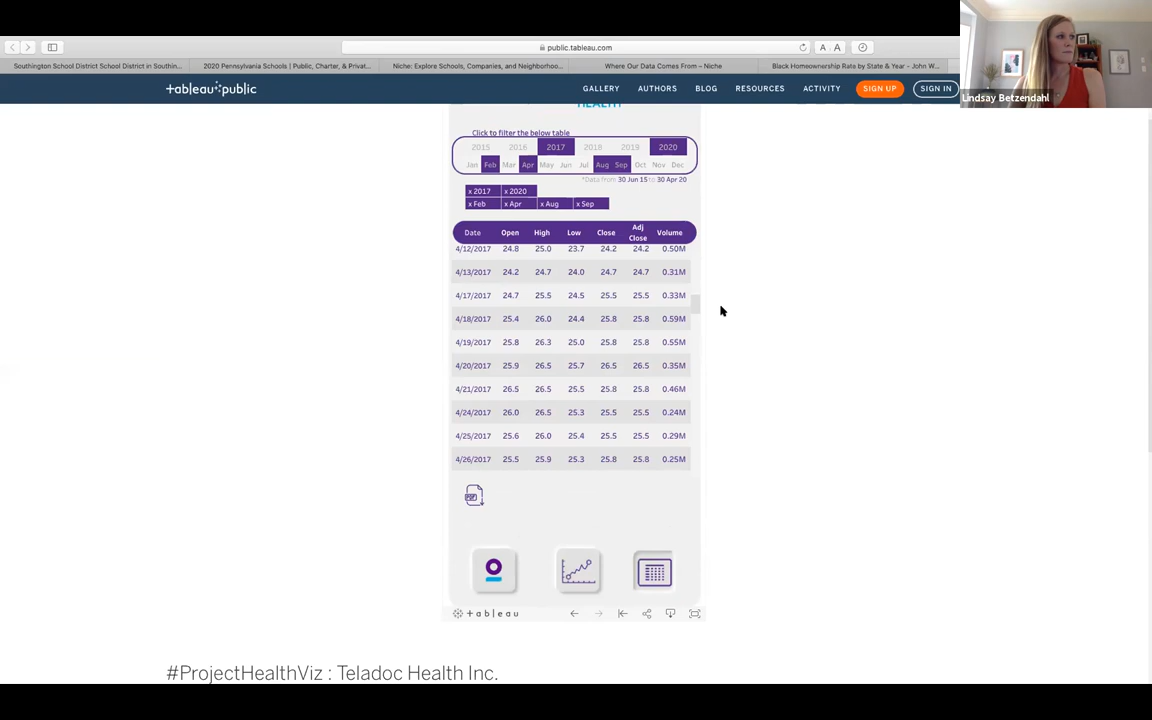 public.tableau.com
A A
Southington School District School District in Southin...
2020 Pennsylvania Schools | Public, Charter, & Privat...
Niche: Explore Schools, Companies, and Neighborhoo...
Where Our Data Comes From – Niche
Black Homeownership Rate by State & Year - John W...
+ableau+public
GALLERY AUTHORS BLOG RESOURCES ACTIVITY SIGN UP SIGN IN
Lindsay Betzendahl
HEALTH
Click to filter the below table
2015 2016 2017 2018 2019 2020
Jan Feb Mar Apr May Jun Jul Aug Sep Oct Nov Dec
*Data from 30 Jun 15 to 30 Apr 20
x 2017 x 2020
x Feb x Apr x Aug x Sep
Date Open High Low Close Adj Close Volume
4/12/2017 24.8 25.0 23.7 24.2 24.2 0.50M
4/13/2017 24.2 24.7 24.0 24.7 24.7 0.31M
4/17/2017 24.7 25.5 24.5 25.5 25.5 0.33M
4/18/2017 25.4 26.0 24.4 25.8 25.8 0.59M
4/19/2017 25.8 26.3 25.0 25.8 25.8 0.55M
4/20/2017 25.9 26.5 25.7 26.5 26.5 0.35M
4/21/2017 26.5 26.5 25.5 25.8 25.8 0.46M
4/24/2017 26.0 26.5 25.3 25.5 25.5 0.24M
4/25/2017 25.6 26.0 25.4 25.5 25.5 0.29M
4/26/2017 25.5 25.9 25.3 25.8 25.8 0.25M
PDF
+ableau
#ProjectHealthViz : Teladoc Health Inc.